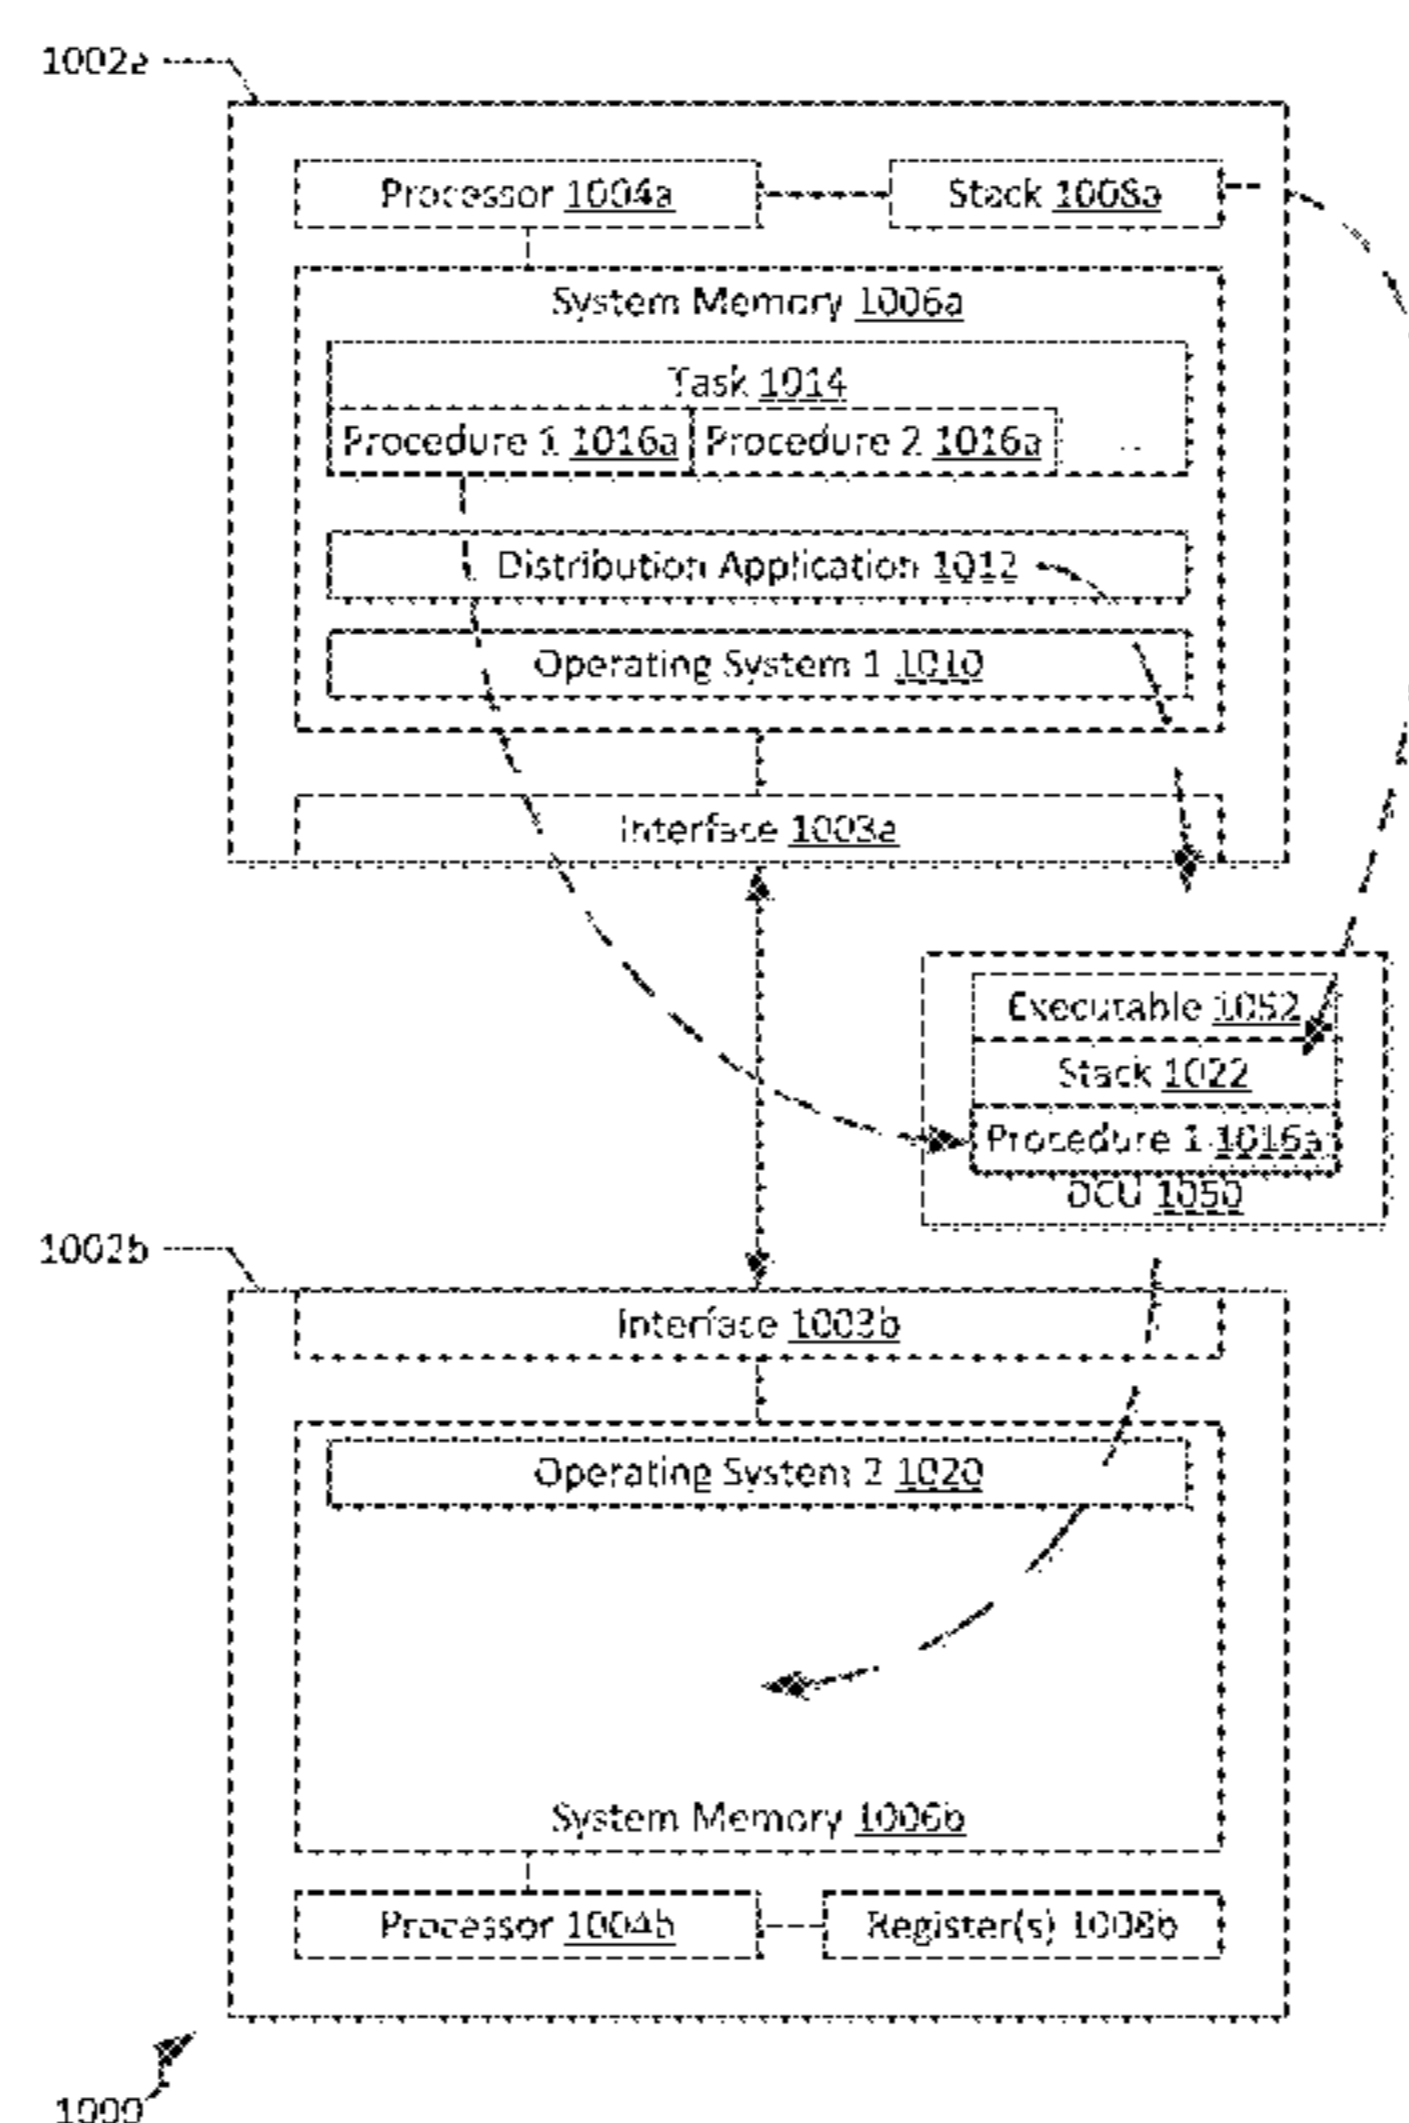 1002a
Processor 1004a
Stack 1008a
System Memory 1006a
Task 1014
Procedure 1 1016a
Procedure 2 1016a
...
Distribution Application 1012
Operating System 1 1010
Interface 1003a
Executable 1052
Stack 1022
Procedure 1 1016a
DCU 1050
1002b
Interface 1003b
Operating System 2 1020
System Memory 1006b
Processor 1004b
Register(s) 1008b
1000